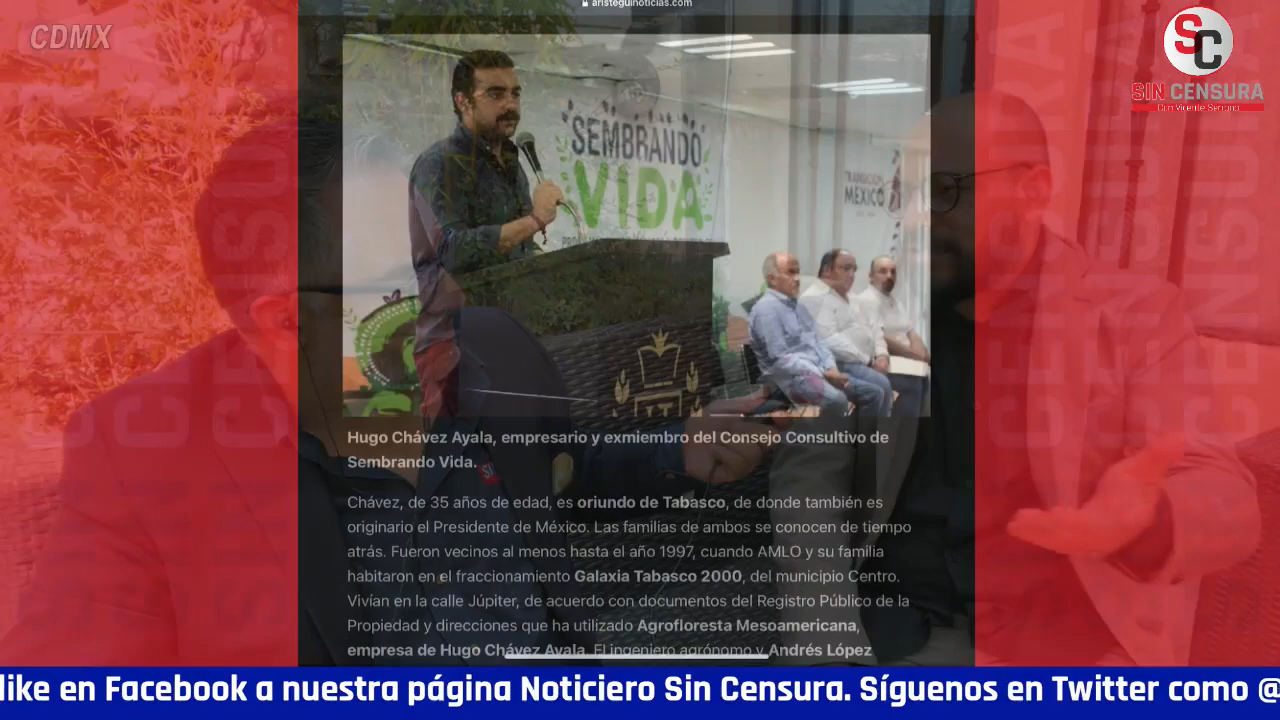 aristeguinoticias.com
CDMX
SC
SIN CENSURA
Con Vicente Serrano
SEMBRANDO
VIDA
MÉXICO
Hugo Chávez Ayala, empresario y exmiembro del Consejo Consultivo de
Sembrando Vida.
Chávez, de 35 años de edad, es oriundo de Tabasco, de donde también es
originario el Presidente de México. Las familias de ambos se conocen de tiempo
atrás. Fueron vecinos al menos hasta el año 1997, cuando AMLO y su familia
habitaron en el fraccionamiento Galaxia Tabasco 2000, del municipio Centro.
Vivían en la calle Júpiter, de acuerdo con documentos del Registro Público de la
Propiedad y direcciones que ha utilizado Agrofloresta Mesoamericana,
empresa de Hugo Chávez Ayala. El ingeniero agrónomo y Andrés López
like en Facebook a nuestra página Noticiero Sin Censura. Síguenos en Twitter como @